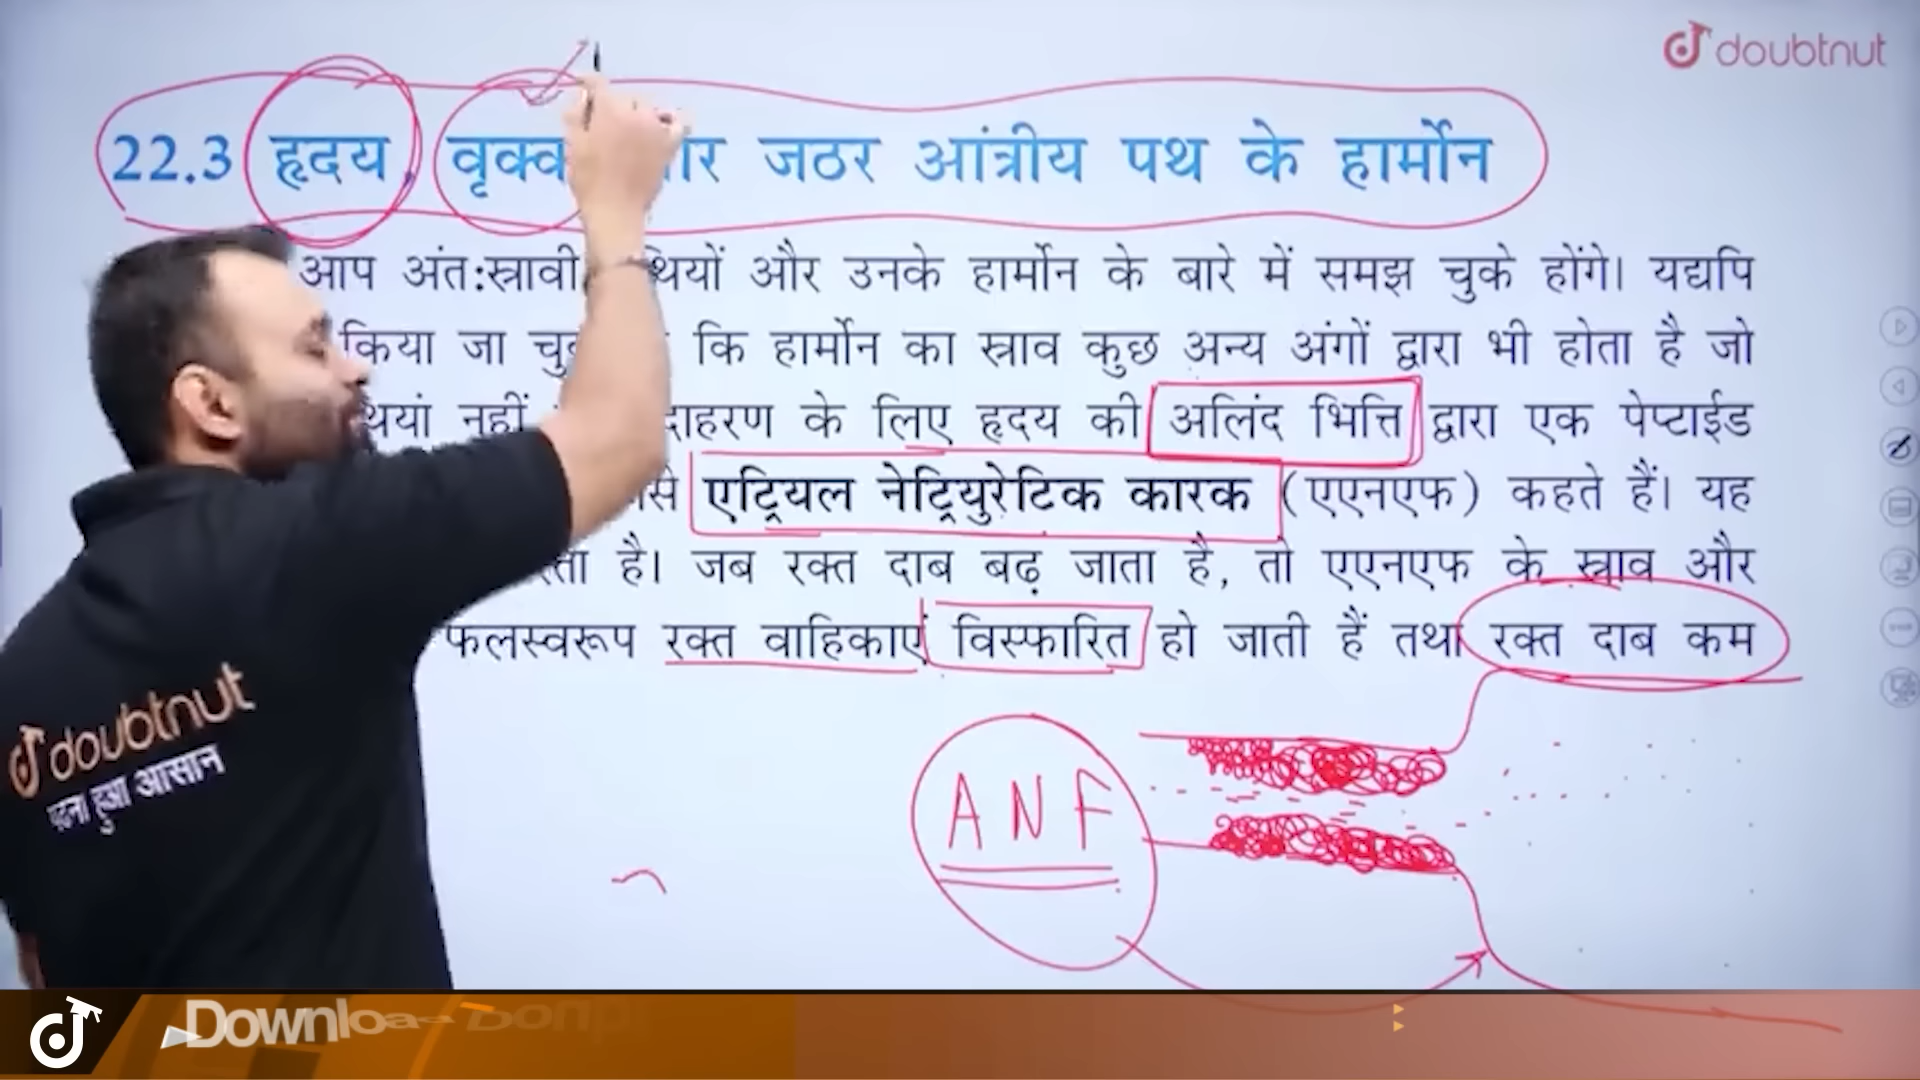 doubtnut
22.3 हृदय, वृक्क और जठर आंत्रीय पथ के हार्मोन
आप अंत:स्रावी थियों और उनके हार्मोन के बारे में समझ चुके होंगे। यद्यपि
किया जा कि हार्मोन का स्राव कुछ अन्य अंगों द्वारा भी होता है जो
थियां नहीं दाहरण के लिए हृदय की अलिंद भित्ति द्वारा एक पेप्टाईड
से एट्रियल नेट्रियुरेटिक कारक (एएनएफ) कहते हैं। यह
है। जब रक्त दाब बढ़ जाता है, तो एएनएफ के स्राव और
फलस्वरूप रक्त वाहिकाएं विस्फारित हो जाती हैं तथा रक्त दाब कम
ANF
doubtnut
पढ़ना हुआ आसान